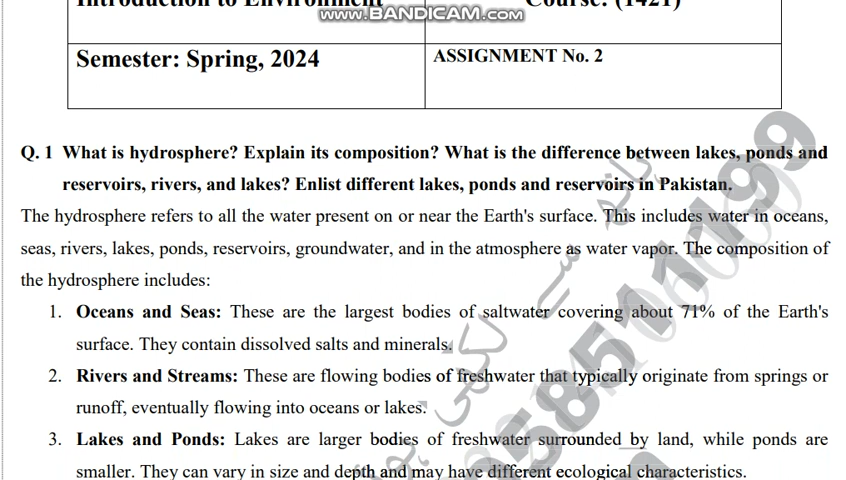 Introduction to Environment
Course: (1421)
www.BANDICAM.com
Semester: Spring, 2024
ASSIGNMENT No. 2
Q. 1 What is hydrosphere? Explain its composition? What is the difference between lakes, ponds and
reservoirs, rivers, and lakes? Enlist different lakes, ponds and reservoirs in Pakistan.
The hydrosphere refers to all the water present on or near the Earth's surface. This includes water in oceans,
seas, rivers, lakes, ponds, reservoirs, groundwater, and in the atmosphere as water vapor. The composition of
the hydrosphere includes:
1. Oceans and Seas: These are the largest bodies of saltwater covering about 71% of the Earth's
surface. They contain dissolved salts and minerals.
2. Rivers and Streams: These are flowing bodies of freshwater that typically originate from springs or
runoff, eventually flowing into oceans or lakes.
3. Lakes and Ponds: Lakes are larger bodies of freshwater surrounded by land, while ponds are
smaller. They can vary in size and depth and may have different ecological characteristics.